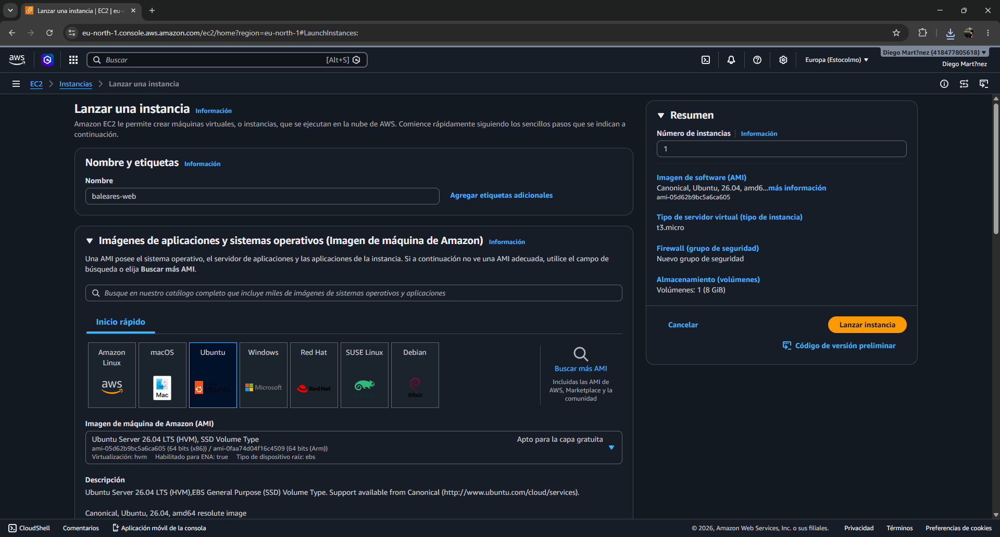 Lanzar una instancia | EC2 | eu-
eu-north-1.console.aws.amazon.com/ec2/home?region=eu-north-1#LaunchInstances:
aws
Buscar
[Alt+S]
Europa (Estocolmo)
Diego Mart?nez (418477805618)
Diego Mart?nez
EC2
Instancias
Lanzar una instancia
Lanzar una instancia
Información
Amazon EC2 le permite crear máquinas virtuales, o instancias, que se ejecutan en la nube de AWS. Comience rápidamente siguiendo los sencillos pasos que se indican a
continuación.
Nombre y etiquetas
Información
Nombre
baleares-web
Agregar etiquetas adicionales
Imágenes de aplicaciones y sistemas operativos (Imagen de máquina de Amazon)
Información
Una AMI posee el sistema operativo, el servidor de aplicaciones y las aplicaciones de la instancia. Si a continuación no ve una AMI adecuada, utilice el campo de
búsqueda o elija Buscar más AMI.
Busque en nuestro catálogo completo que incluye miles de imágenes de sistemas operativos y aplicaciones
Inicio rápido
Amazon
Linux
aws
macOS
Mac
Ubuntu
Ubuntu
Windows
Microsoft
Red Hat
Red Hat
SUSE Linux
Debian
debian
Buscar más AMI
Incluidas las AMI de
AWS, Marketplace y la
comunidad
Imagen de máquina de Amazon (AMI)
Ubuntu Server 26.04 LTS (HVM), SSD Volume Type
Apto para la capa gratuita
ami-05d62b9bc5a6ca605 (64 bits (x86)) / ami-0faa74d04f16c4509 (64 bits (Arm))
Virtualización: hvm Habilitado para ENA: true Tipo de dispositivo raíz: ebs
Descripción
Ubuntu Server 26.04 LTS (HVM),EBS General Purpose (SSD) Volume Type. Support available from Canonical (http://www.ubuntu.com/cloud/services).
Canonical, Ubuntu, 26.04, amd64 resolute image
Resumen
Número de instancias
Información
1
Imagen de software (AMI)
Canonical, Ubuntu, 26.04, amd6...más información
ami-05d62b9bc5a6ca605
Tipo de servidor virtual (tipo de instancia)
t3.micro
Firewall (grupo de seguridad)
Nuevo grupo de seguridad
Almacenamiento (volúmenes)
Volúmenes: 1 (8 GiB)
Cancelar
Lanzar instancia
Código de versión preliminar
CloudShell
Comentarios
Aplicación móvil de la consola
© 2026, Amazon Web Services, Inc. o sus filiales.
Privacidad
Términos
Preferencias de cookies